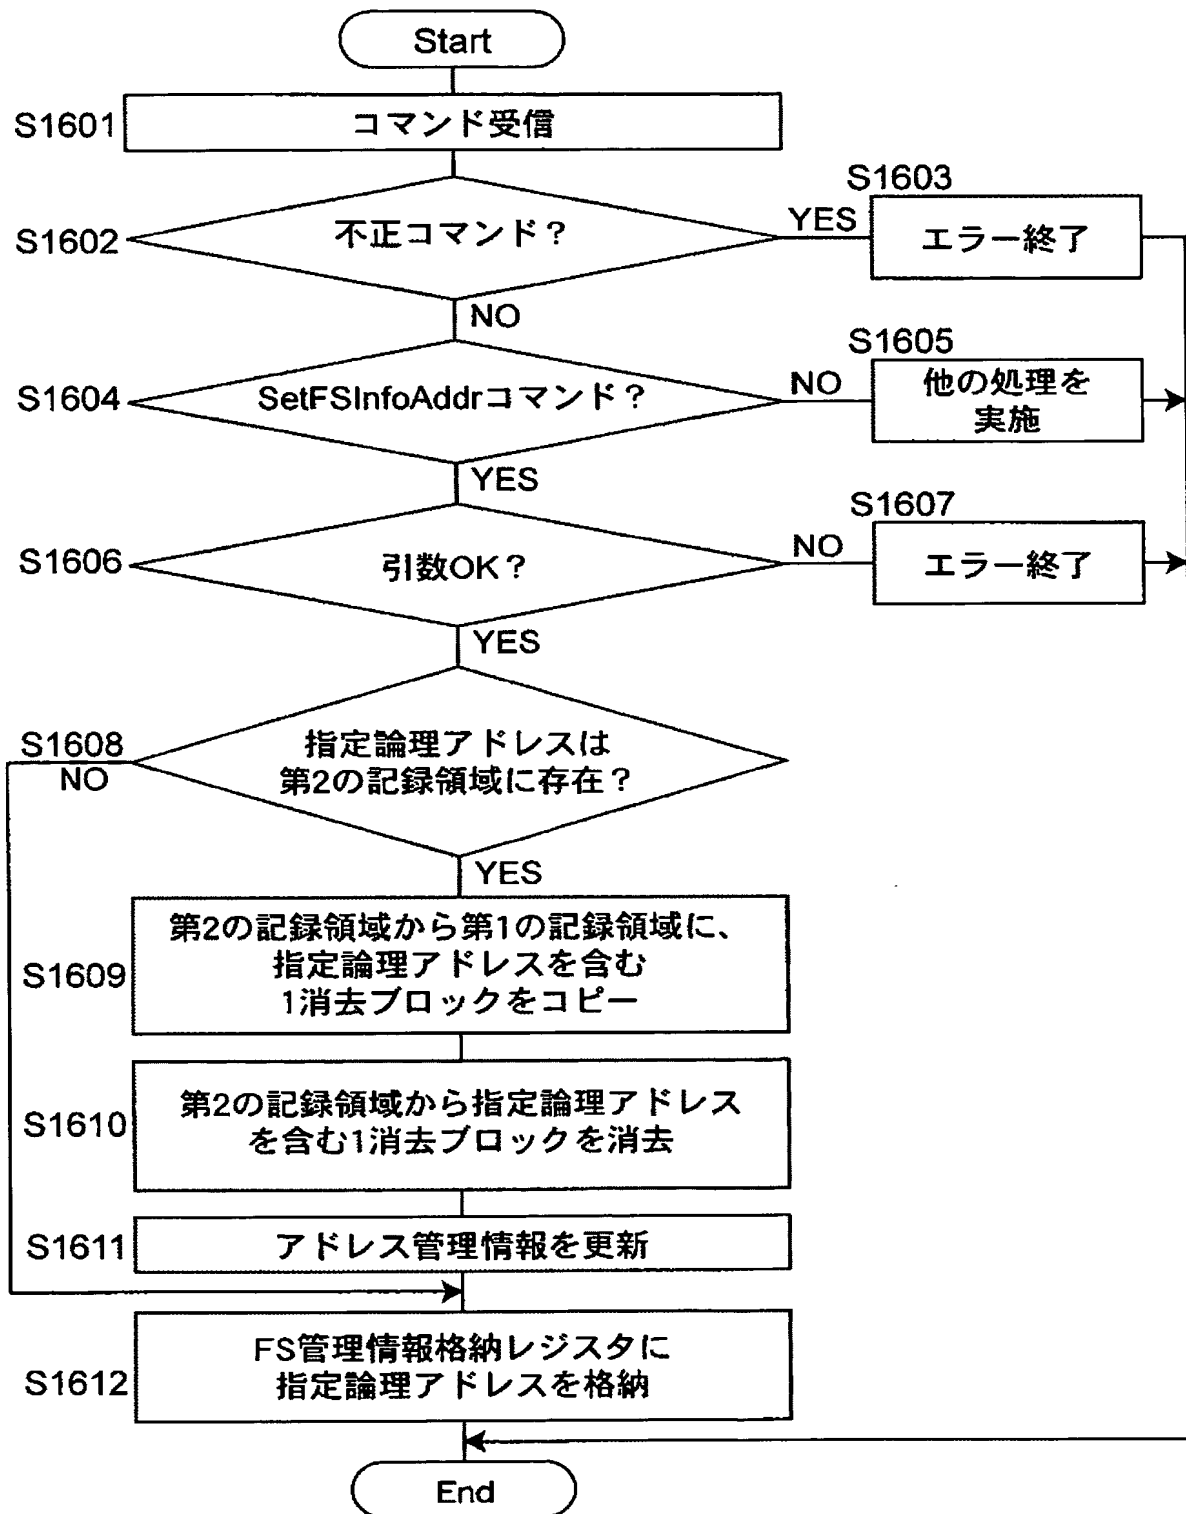 Start
S1601
コマンド受信
S1602
不正コマンド？
YES
S1603
エラー終了
NO
S1604
SetFSInfoAddrコマンド？
NO
S1605
他の処理を
実施
YES
S1606
引数OK？
NO
S1607
エラー終了
YES
S1608
NO
指定論理アドレスは
第2の記録領域に存在？
YES
S1609
第2の記録領域から第1の記録領域に、
指定論理アドレスを含む
1消去ブロックをコピー
S1610
第2の記録領域から指定論理アドレス
を含む1消去ブロックを消去
S1611
アドレス管理情報を更新
S1612
FS管理情報格納レジスタに
指定論理アドレスを格納
End